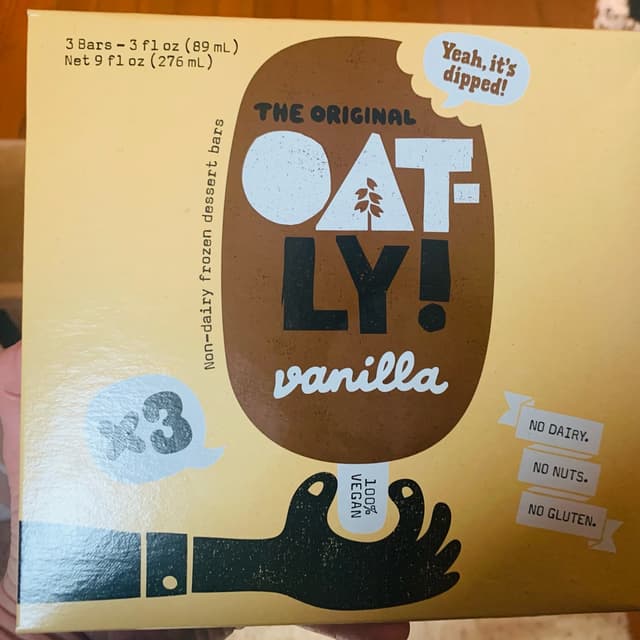 3 Bars – 3 fl oz (89 mL)
Net 9 fl oz (276 mL)
Yeah, it's
dipped!
THE ORIGINAL
OAT-
LY!
vanilla
Non-dairy frozen dessert bars
x3
100%
VEGAN
NO DAIRY.
NO NUTS.
NO GLUTEN.